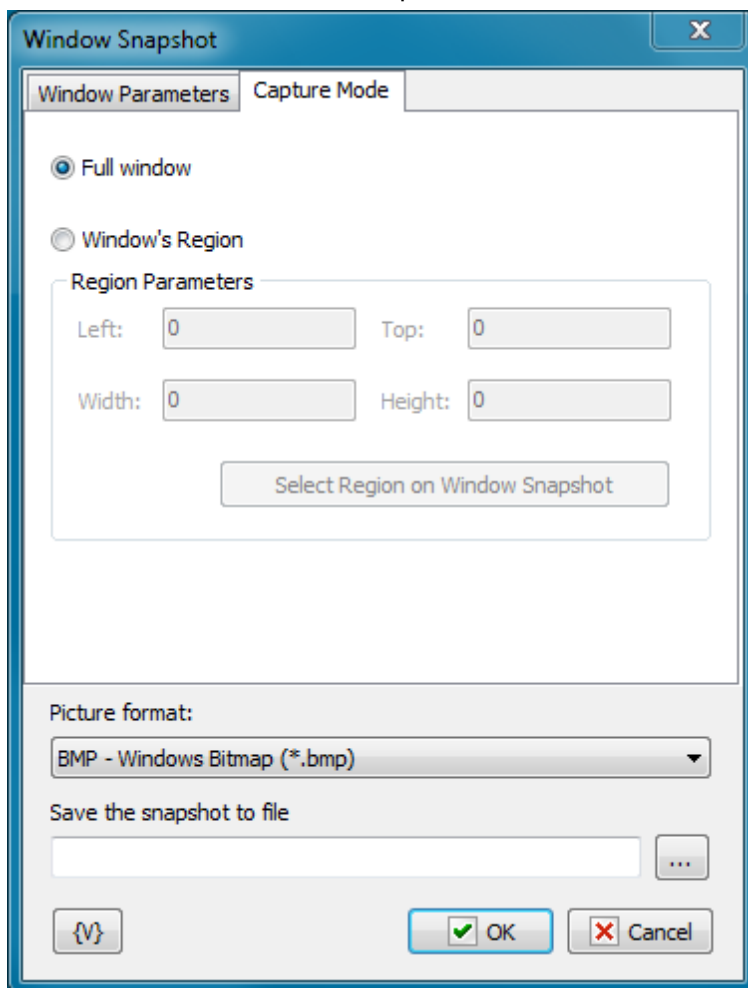 Window Snapshot
x
Window Parameters Capture Mode
Full window
Window's Region
Region Parameters
Left: 0 Top: 0
Width: 0 Height: 0
Select Region on Window Snapshot
Picture format:
BMP - Windows Bitmap (*.bmp)
Save the snapshot to file
...
{V} OK Cancel